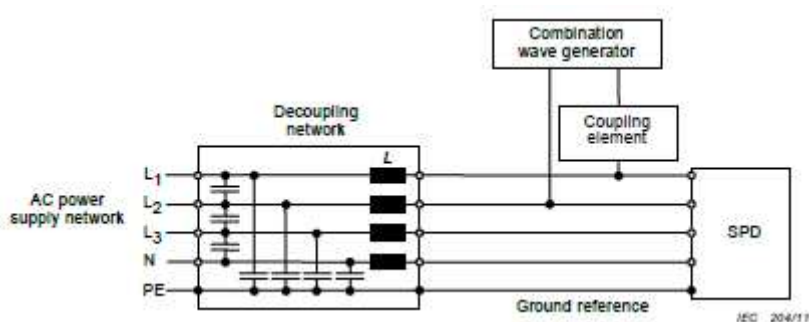 Combination
wave generator
Coupling
element
Decoupling
network
L
AC power
supply network
L1
L2
L3
N
PE
SPD
Ground reference
IEC 204/11